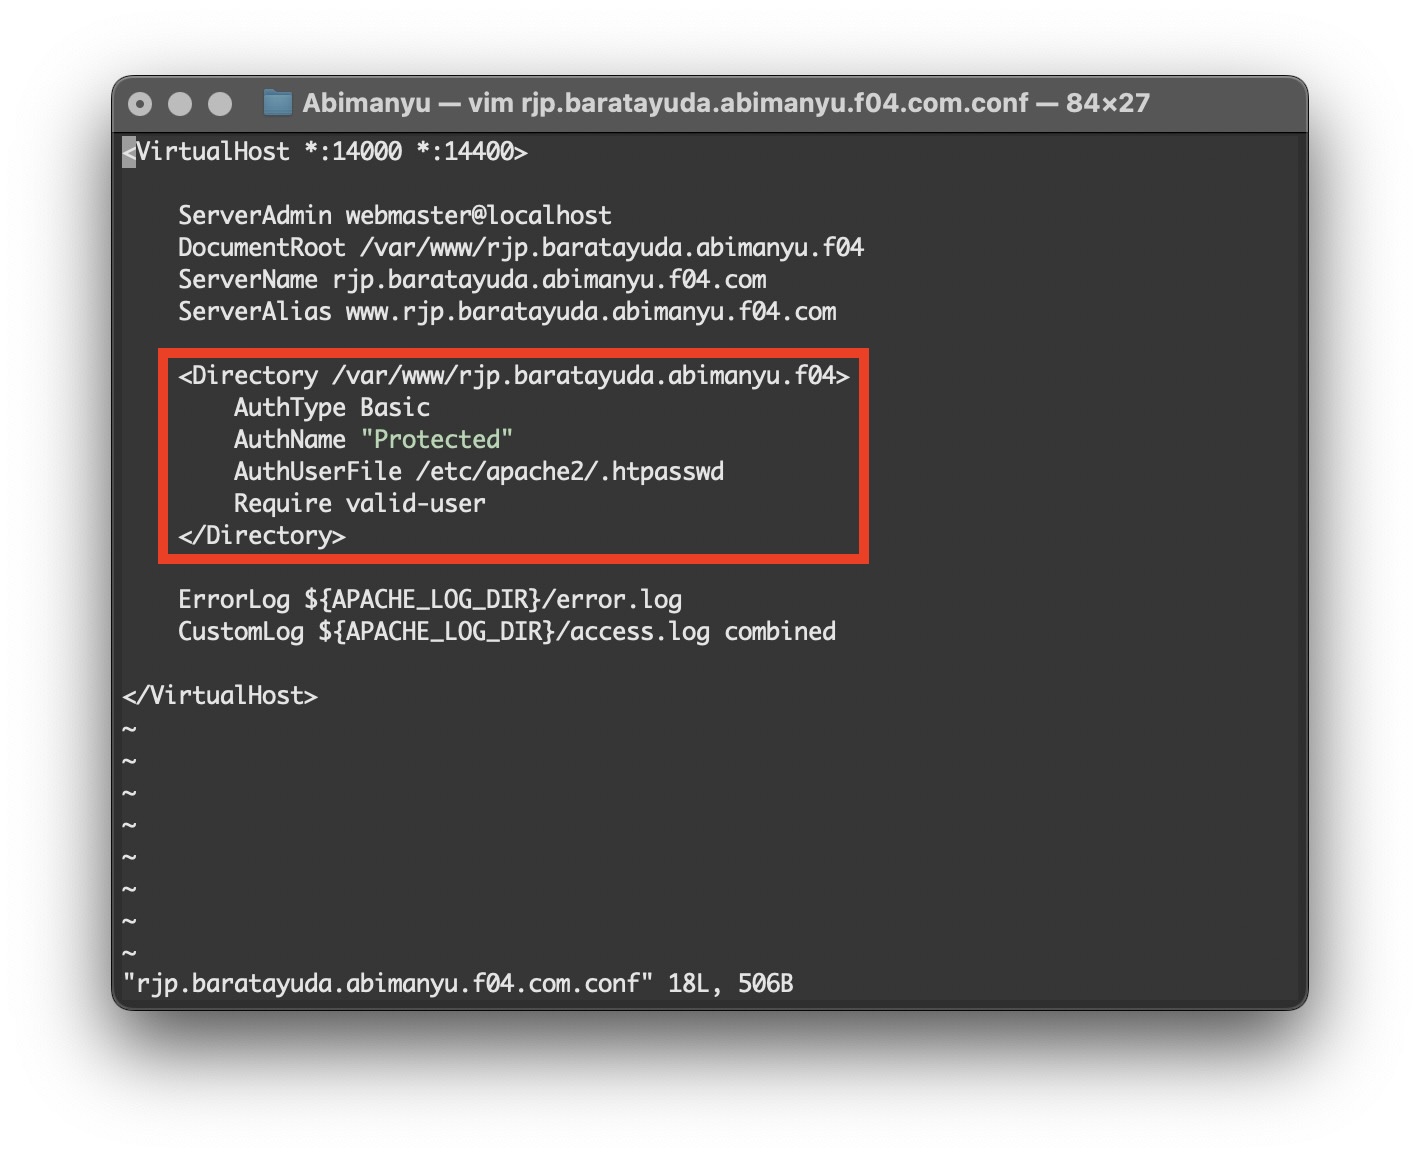 Abimanyu — vim rjp.baratayuda.abimanyu.f04.com.conf — 84×27
<VirtualHost *:14000 *:14400>
ServerAdmin webmaster@localhost
DocumentRoot /var/www/rjp.baratayuda.abimanyu.f04
ServerName rjp.baratayuda.abimanyu.f04.com
ServerAlias www.rjp.baratayuda.abimanyu.f04.com
<Directory /var/www/rjp.baratayuda.abimanyu.f04>
AuthType Basic
AuthName "Protected"
AuthUserFile /etc/apache2/.htpasswd
Require valid-user
</Directory>
ErrorLog ${APACHE_LOG_DIR}/error.log
CustomLog ${APACHE_LOG_DIR}/access.log combined
</VirtualHost>
~
~
~
~
~
~
~
~
"rjp.baratayuda.abimanyu.f04.com.conf" 18L, 506B